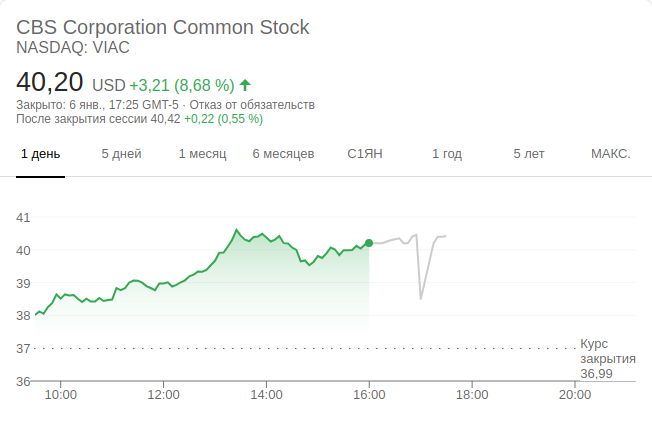 CBS Corporation Common Stock
NASDAQ: VIAC
40,20 USD +3,21 (8,68 %)
Закрыто: 6 янв., 17:25 GMT-5 · Отказ от обязательств
После закрытия сессии 40,42 +0,22 (0,55 %)
1 день 5 дней 1 месяц 6 месяцев С1ЯН 1 год 5 лет МАКС.
41
40
39
38
37
Курс
закрытия
36,99
36
10:00 12:00 14:00 16:00 18:00 20:00